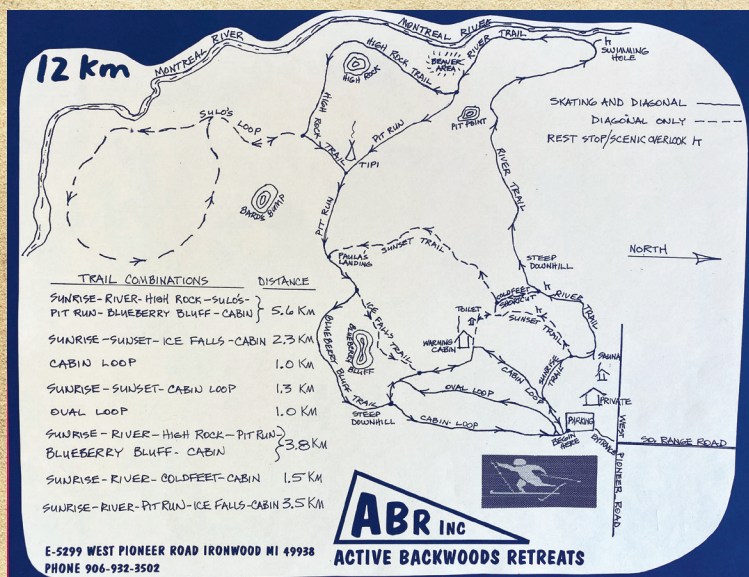 12 Km
MONTREAL RIVER
MONTREAL RIVER
RIVER TRAIL
SWIMMING
HOLE
HIGH ROCK TRAIL
BEAVER
AREA
HIGH ROCK
HIGH ROCK TRAIL
PIT RUN
PIT POINT
SULO'S
LOOP
TIPI
BARD'S BUMP
SKATING AND DIAGONAL
DIAGONAL ONLY
REST STOP/SCENIC OVERLOOK
RIVER TRAIL
PIT RUN
SUNSET TRAIL
PAULA'S
LANDING
STEEP
DOWNHILL
NORTH
COLDFEET
SHORTCUT
RIVER TRAIL
TOILET
SUNSET TRAIL
ICE FALLS TRAIL
WARMING
CABIN
BLUEBERRY
BLUFF
BLUEBERRY BLUFF TRAIL
CABIN LOOP
SUNRISE
TRAIL
SAUNA
PRIVATE
OVAL LOOP
STEEP
DOWNHILL
CABIN LOOP
PARKING
BEGIN
HERE
ENTRANCE
WEST PIONEER ROAD
SO. RANGE ROAD
TRAIL COMBINATIONS DISTANCE
SUNRISE-RIVER-HIGH ROCK-SULO'S-
PIT RUN-BLUEBERRY BLUFF-CABIN } 5.6 KM
SUNRISE-SUNSET-ICE FALLS-CABIN 2.3 KM
CABIN LOOP 1.0 KM
SUNRISE-SUNSET-CABIN LOOP 1.3 KM
OVAL LOOP 1.0 KM
SUNRISE-RIVER-HIGH ROCK-PIT RUN
BLUEBERRY BLUFF-CABIN } 3.8 KM
SUNRISE-RIVER-COLDFEET-CABIN 1.5 KM
SUNRISE-RIVER-PIT RUN-ICE FALLS-CABIN 3.5 KM
ABR INC
ACTIVE BACKWOODS RETREATS
E-5299 WEST PIONEER ROAD IRONWOOD MI 49938
PHONE 906-932-3502